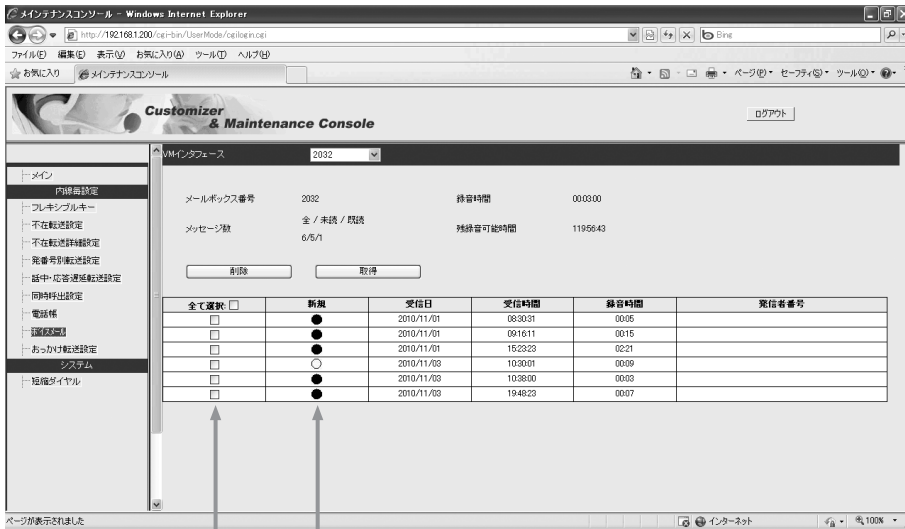 メインテナンスコンソール - Windows Internet Explorer
http://192.168.1.200/cgi-bin/UserMode/cgilogin.cgi
Bing
ファイル(F) 編集(E) 表示(V) お気に入り(A) ツール(T) ヘルプ(H)
お気に入り メインテナンスコンソール ページ(P) セーフティ(S) ツール(O)
Customizer
& Maintenance Console
ログアウト
メイン
内線毎設定
フレキシブルキー
不在転送設定
不在転送詳細設定
発番号別転送設定
話中・応答遅延転送設定
同時呼出設定
電話帳
ボイスメール
おっかけ転送設定
システム
短縮ダイヤル
VMインタフェース 2032
メールボックス番号 2032 録音時間 00:03:00
メッセージ数 全 / 未読 / 既読 残録音可能時間 119:56:43
6/5/1
削除 取得
全て選択: 新規 受信日 受信時間 録音時間 発信者番号
2010/11/01 08:30:31 00:05
2010/11/01 09:16:11 00:15
2010/11/01 15:23:23 02:21
2010/11/03 10:30:01 00:09
2010/11/03 10:38:00 00:03
2010/11/03 19:48:23 00:07
ページが表示されました インターネット 100%